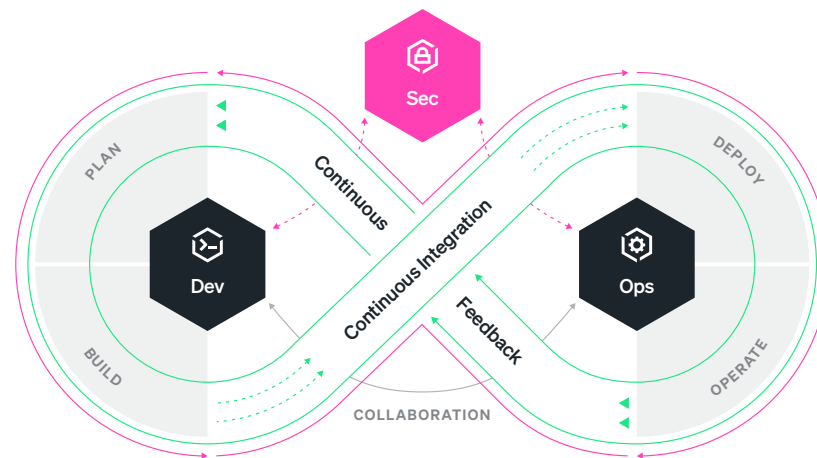 Sec
PLAN
DEPLOY
Continuous
Continuous Integration
Dev
Ops
Feedback
BUILD
OPERATE
COLLABORATION